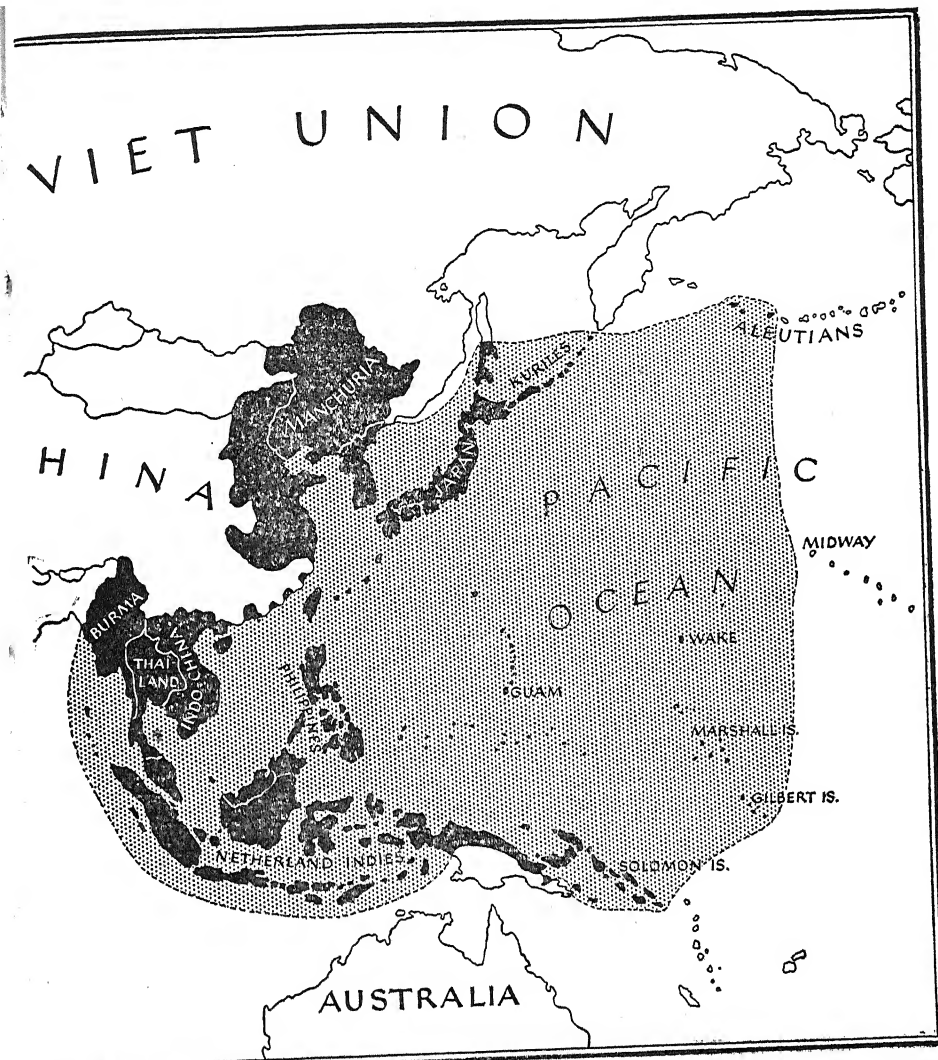 VIET UNION
ALEUTIANS
KURILES
MANCHURIA
JAPAN
HINA
PACIFIC
OCEAN
MIDWAY
BURMA
WAKE
THAI-
LAND
INDO-CHINA
PHILIPPINES
GUAM
MARSHALL IS.
GILBERT IS.
NETHERLAND INDIES
SOLOMON IS.
AUSTRALIA